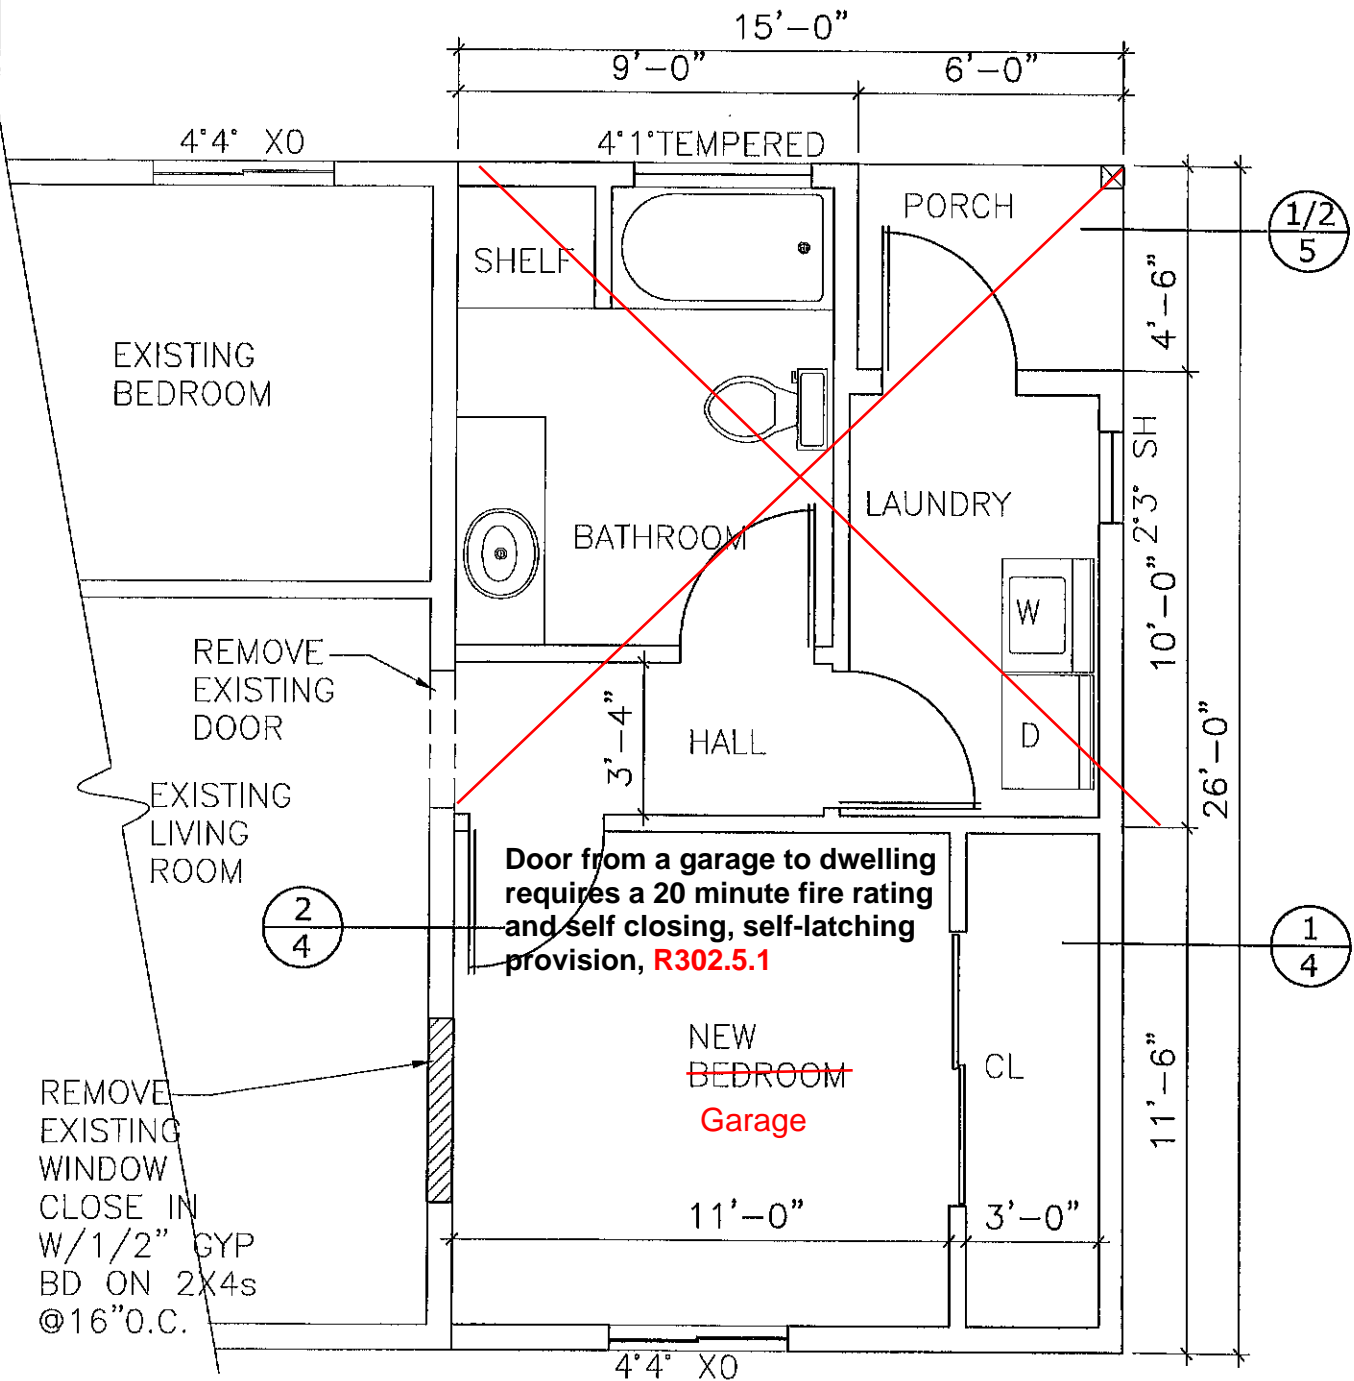 15'-0"
9'-0"
6'-0"
4°4° XO
4°1°TEMPERED
PORCH
1/2
5
SHELF
4'-6"
EXISTING
BEDROOM
2°3° SH
LAUNDRY
BATHROOM
W
10'-0"
REMOVE
EXISTING
DOOR
3'-4"
HALL
D
26'-0"
EXISTING
LIVING
ROOM
Door from a garage to dwelling
requires a 20 minute fire rating
and self closing, self-latching
provision, R302.5.1
2
4
1
4
NEW
BEDROOM
Garage
CL
11'-6"
REMOVE
EXISTING
WINDOW
CLOSE IN
W/1/2" GYP
BD ON 2X4s
@16"O.C.
11'-0"
3'-0"
4°4° XO